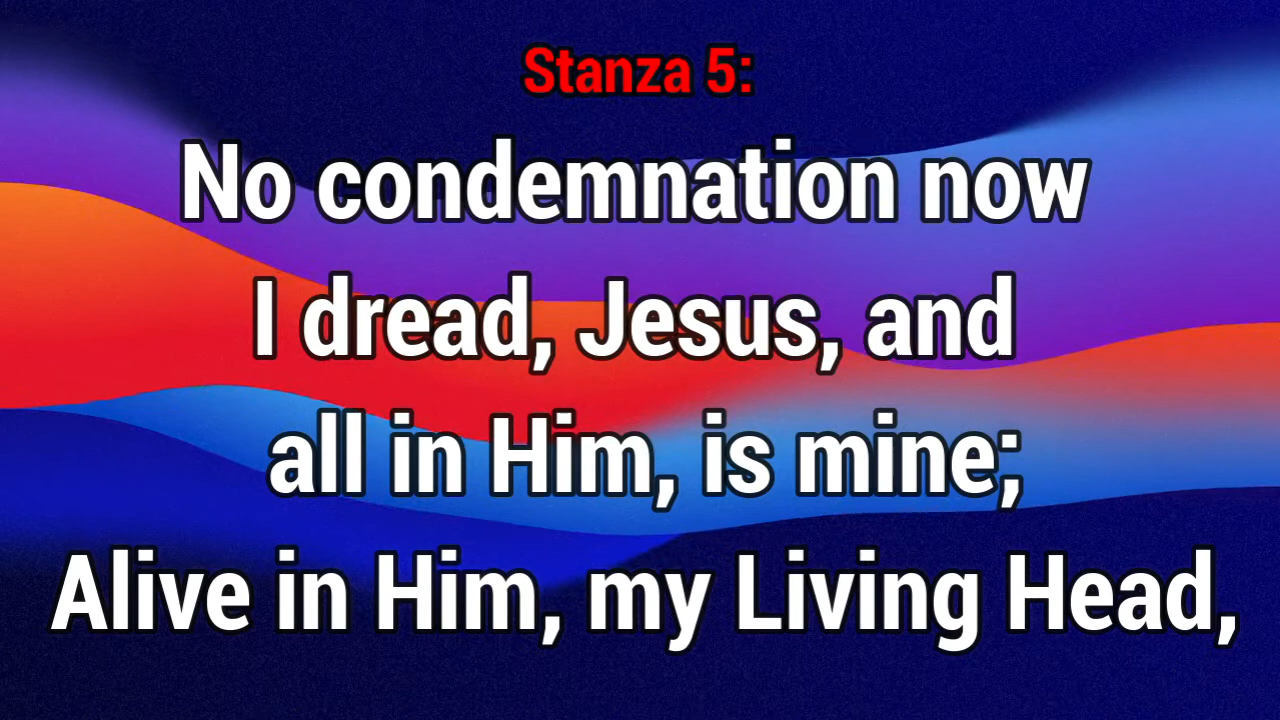 Stanza 5:
No condemnation now
I dread, Jesus, and
all in Him, is mine;
Alive in Him, my Living Head,